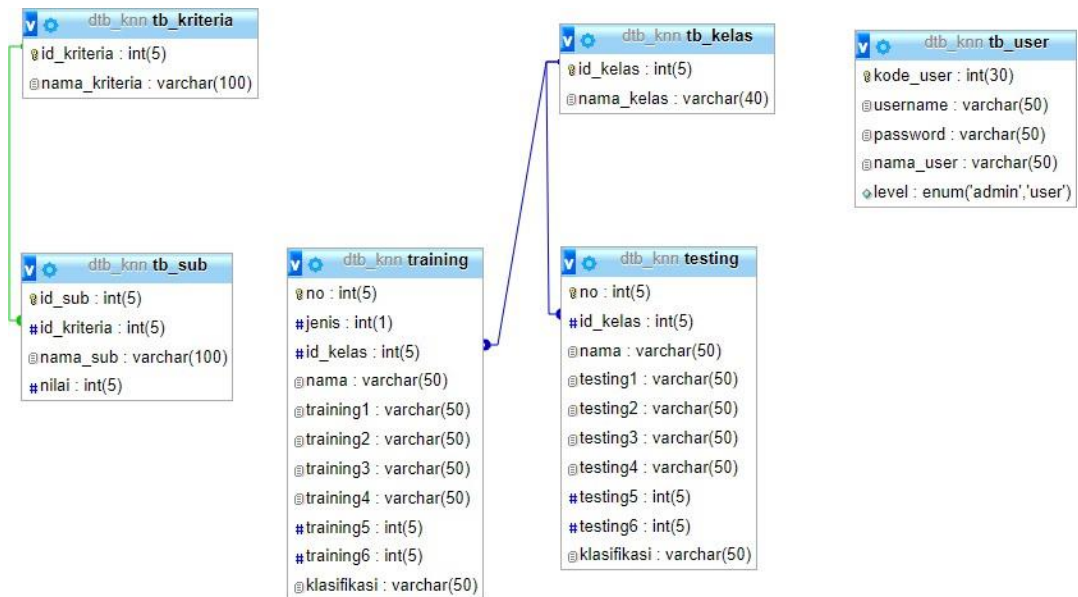 dtb_knn tb_kriteria
id_kriteria : int(5)
nama_kriteria : varchar(100)
dtb_knn tb_kelas
id_kelas : int(5)
nama_kelas : varchar(40)
dtb_knn tb_user
kode_user : int(30)
username : varchar(50)
password : varchar(50)
nama_user : varchar(50)
level : enum('admin','user')
dtb_knn tb_sub
id_sub : int(5)
#id_kriteria : int(5)
nama_sub : varchar(100)
#nilai : int(5)
dtb_knn training
no : int(5)
#jenis : int(1)
#id_kelas : int(5)
nama : varchar(50)
training1 : varchar(50)
training2 : varchar(50)
training3 : varchar(50)
training4 : varchar(50)
#training5 : int(5)
#training6 : int(5)
klasifikasi : varchar(50)
dtb_knn testing
no : int(5)
#id_kelas : int(5)
nama : varchar(50)
testing1 : varchar(50)
testing2 : varchar(50)
testing3 : varchar(50)
testing4 : varchar(50)
#testing5 : int(5)
#testing6 : int(5)
klasifikasi : varchar(50)